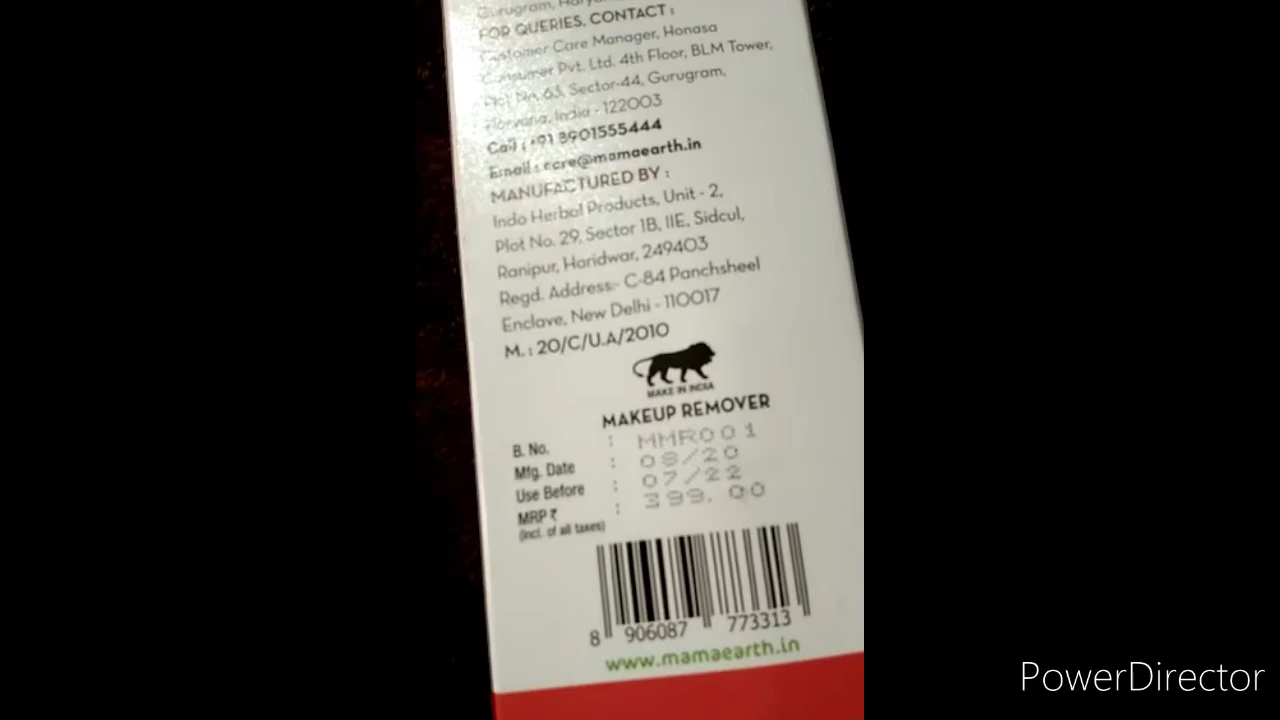 Gurugram,
FOR QUERIES, CONTACT :
Customer Care Manager, Honasa
Consumer Pvt. Ltd. 4th Floor, BLM Tower,
Plot No. 63, Sector-44, Gurugram,
Haryana, India - 122003
Call : +91 8901555444
Email : care@mamaearth.in
MANUFACTURED BY :
Indo Herbal Products, Unit - 2,
Plot No. 29, Sector 1B, IIE, Sidcul,
Ranipur, Haridwar, 249403
Regd. Address:- C-84 Panchsheel
Enclave, New Delhi - 110017
M. : 20/C/U.A/2010
MAKE IN INDIA
MAKEUP REMOVER
B. No. : MMR001
Mfg. Date : 08/20
Use Before : 07/22
MRP ₹ : 399.00
(Incl. of all taxes)
8 906087 773313
www.mamaearth.in
PowerDirector